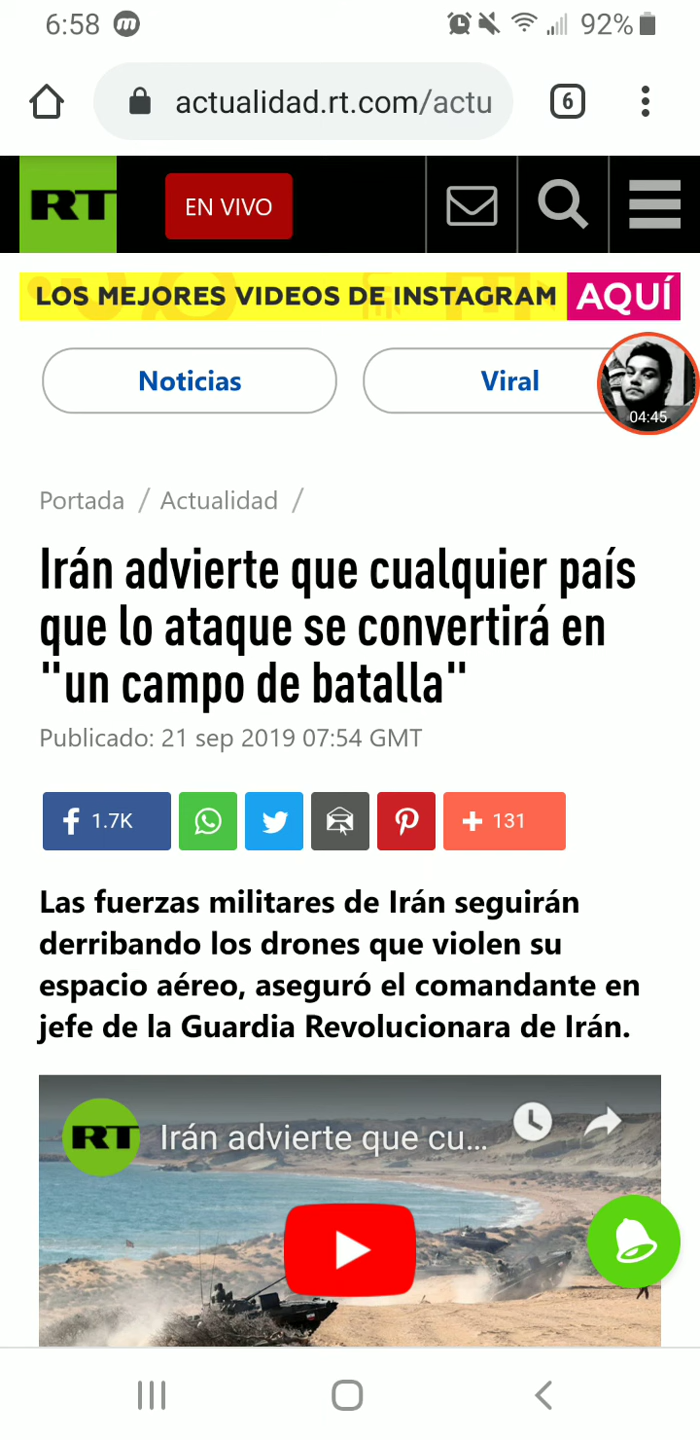 6:58 m 92%
actualidad.rt.com/actu 6
RT EN VIVO
LOS MEJORES VIDEOS DE INSTAGRAM AQUÍ
Noticias Viral
04:45
Portada / Actualidad /
Irán advierte que cualquier país
que lo ataque se convertirá en
"un campo de batalla"
Publicado: 21 sep 2019 07:54 GMT
f 1.7K + 131
Las fuerzas militares de Irán seguirán
derribando los drones que violen su
espacio aéreo, aseguró el comandante en
jefe de la Guardia Revolucionara de Irán.
RT Irán advierte que cu...